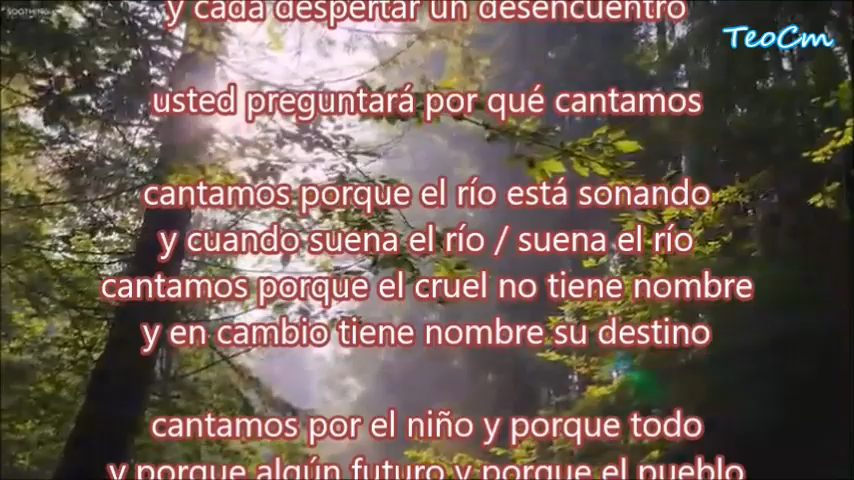 SOOTHING
TeoCm
y cada despertar un desencuentro
usted preguntará por qué cantamos
cantamos porque el río está sonando
y cuando suena el río / suena el río
cantamos porque el cruel no tiene nombre
y en cambio tiene nombre su destino
cantamos por el niño y porque todo
y porque algún futuro y porque el pueblo